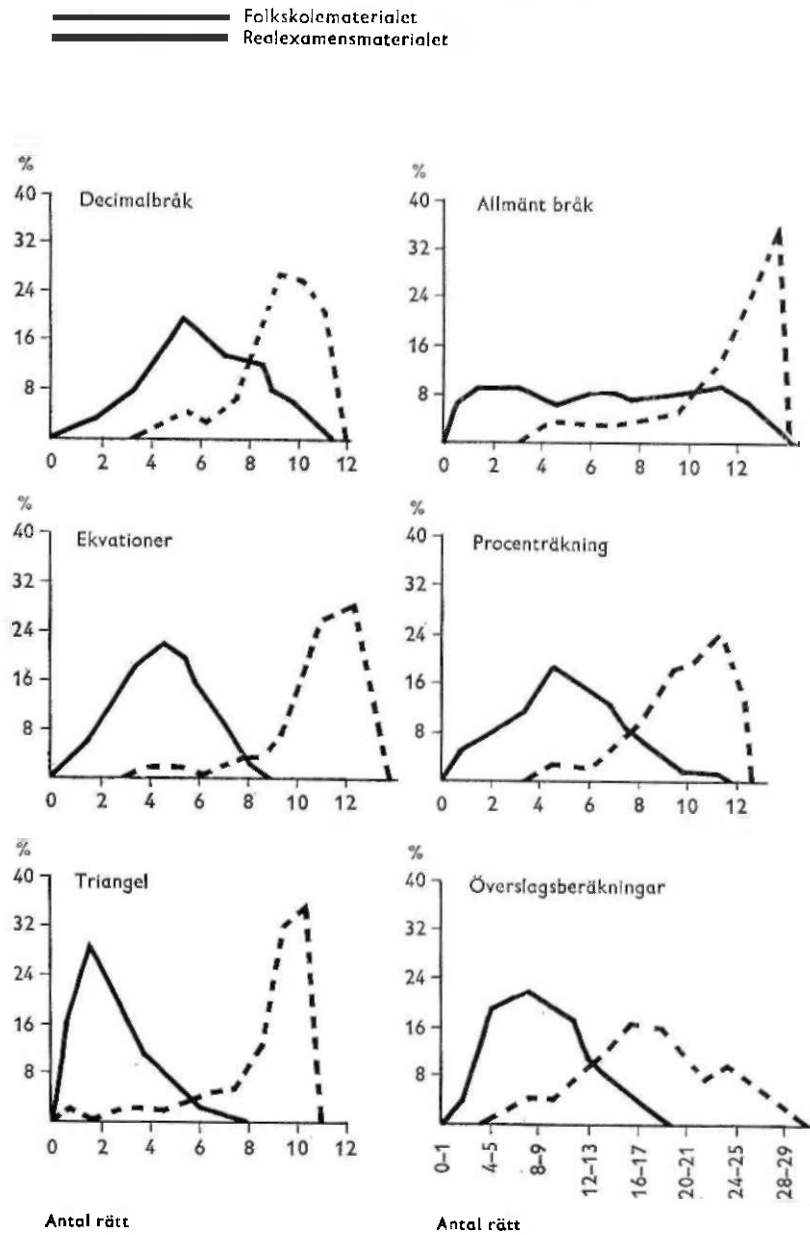 Folkskolematerialet
Realexamensmaterialet
%
40
32
24
16
8
Decimalbråk
0 2 4 6 8 10 12
%
40
32
24
16
8
Allmänt bråk
0 2 4 6 8 10 12
%
40
32
24
16
8
Ekvationer
0 2 4 6 8 10 12
%
40
32
24
16
8
Procenträkning
0 2 4 6 8 10 12
%
40
32
24
16
8
Triangel
0 2 4 6 8 10 12
Antal rätt
%
40
32
24
16
8
Överslagsberäkningar
0–1 4–5 8–9 12–13 16–17 20–21 24–25 28–29
Antal rätt